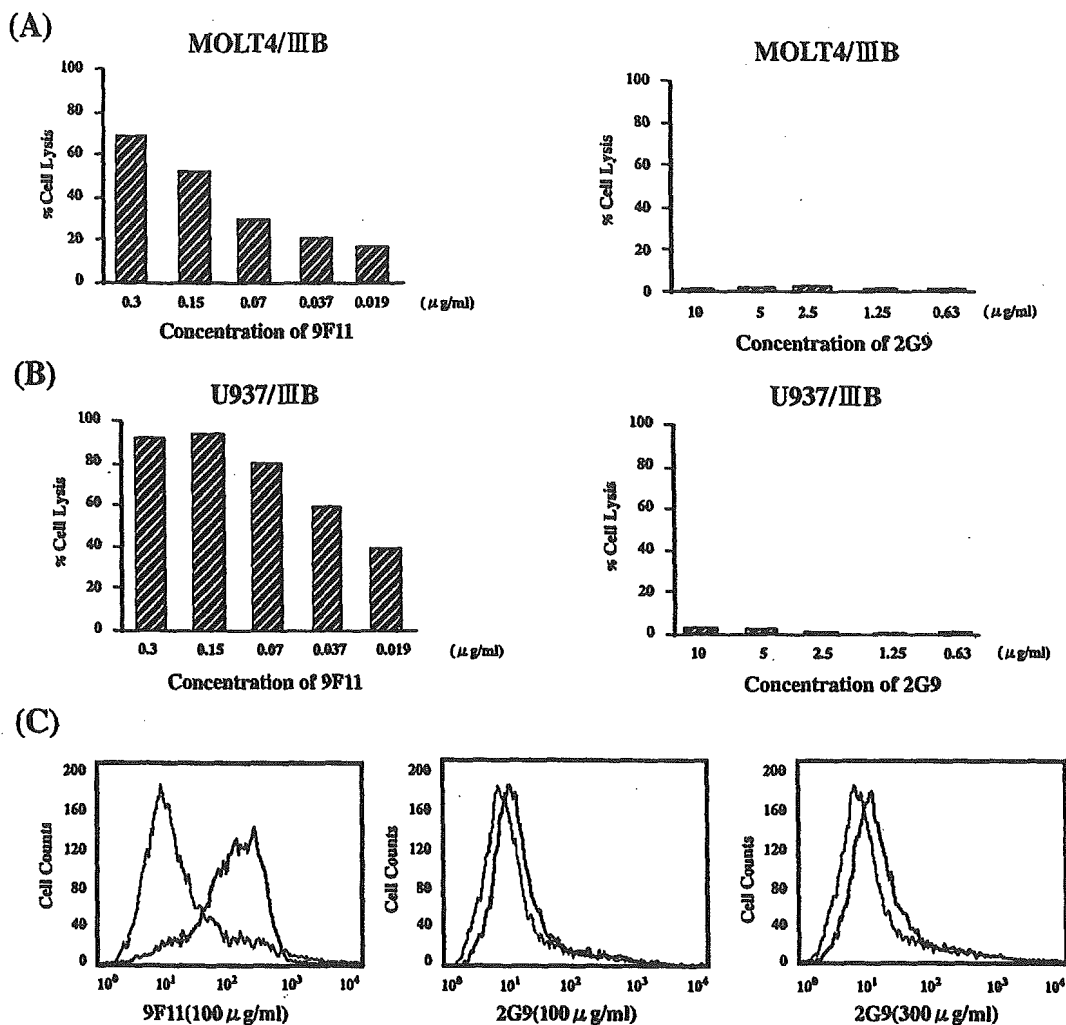 (A)
MOLT4/ⅢB
100
80
60
40
20
0
% Cell Lysis
0.3 0.15 0.07 0.037 0.019 (μg/ml)
Concentration of 9F11
MOLT4/ⅢB
100
80
60
40
20
0
% Cell Lysis
10 5 2.5 1.25 0.63 (μg/ml)
Concentration of 2G9
(B)
U937/ⅢB
100
80
60
40
20
0
% Cell Lysis
0.3 0.15 0.07 0.037 0.019 (μg/ml)
Concentration of 9F11
U937/ⅢB
100
80
60
40
20
0
% Cell Lysis
10 5 2.5 1.25 0.63 (μg/ml)
Concentration of 2G9
(C)
200
160
120
80
40
0
Cell Counts
10⁰ 10¹ 10² 10³ 10⁴
9F11(100μg/ml)
200
160
120
80
40
0
Cell Counts
10⁰ 10¹ 10² 10³ 10⁴
2G9(100μg/ml)
200
160
120
80
40
0
Cell Counts
10⁰ 10¹ 10² 10³ 10⁴
2G9(300μg/ml)